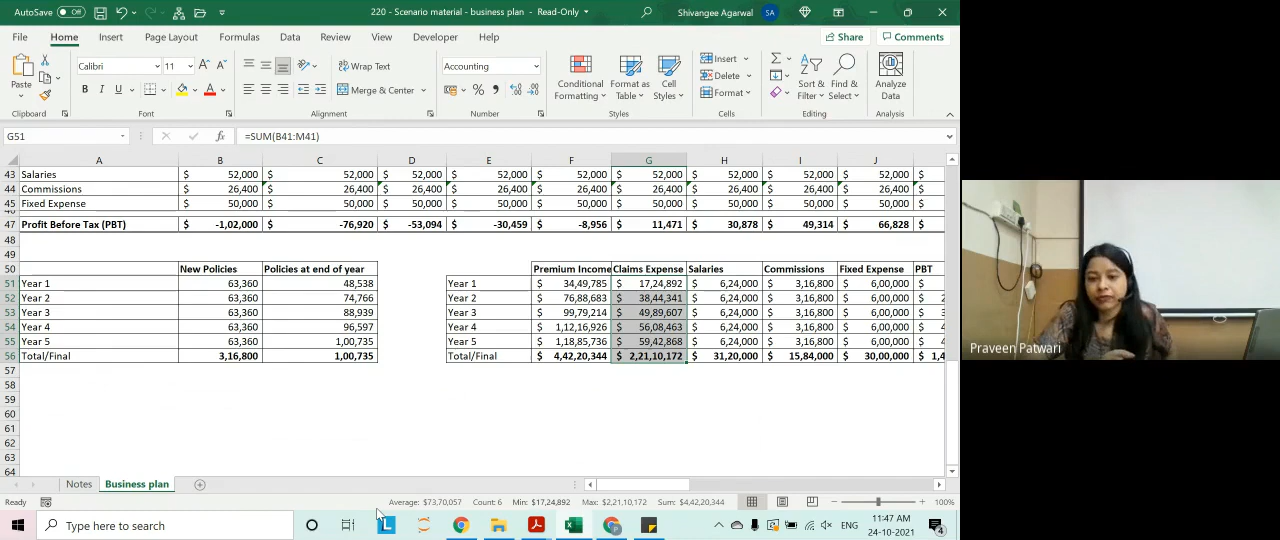 AutoSave Off 220 - Scenario material - business plan - Read-Only Shivangee Agarwal SA
File Home Insert Page Layout Formulas Data Review View Developer Help Share Comments
Paste Calibri 11 A A Wrap Text Accounting Conditional Formatting Format as Table Cell Styles Insert Delete Format Sort & Filter Find & Select Analyze Data
B I U A Merge & Center $ % 9
Clipboard Font Alignment Number Styles Cells Editing Analysis
G51 fx =SUM(B41:M41)
A B C D E F G H I J
43 Salaries $ 52,000 $ 52,000 $ 52,000 $ 52,000 $ 52,000 $ 52,000 $ 52,000 $ 52,000 $ 52,000 $
44 Commissions $ 26,400 $ 26,400 $ 26,400 $ 26,400 $ 26,400 $ 26,400 $ 26,400 $ 26,400 $ 26,400 $
45 Fixed Expense $ 50,000 $ 50,000 $ 50,000 $ 50,000 $ 50,000 $ 50,000 $ 50,000 $ 50,000 $ 50,000 $
47 Profit Before Tax (PBT) $ -1,02,000 $ -76,920 $ -53,094 $ -30,459 $ -8,956 $ 11,471 $ 30,878 $ 49,314 $ 66,828 $
48
49
50 New Policies Policies at end of year Premium Income Claims Expense Salaries Commissions Fixed Expense PBT
51 Year 1 63,360 48,538 Year 1 $ 34,49,785 $ 17,24,892 $ 6,24,000 $ 3,16,800 $ 6,00,000 $
52 Year 2 63,360 74,766 Year 2 $ 76,88,683 $ 38,44,341 $ 6,24,000 $ 3,16,800 $ 6,00,000 $ 2
53 Year 3 63,360 88,939 Year 3 $ 99,79,214 $ 49,89,607 $ 6,24,000 $ 3,16,800 $ 6,00,000 $ 3
54 Year 4 63,360 96,597 Year 4 $ 1,12,16,926 $ 56,08,463 $ 6,24,000 $ 3,16,800 $ 6,00,000 $ 4
55 Year 5 63,360 1,00,735 Year 5 $ 1,18,85,736 $ 59,42,868 $ 6,24,000 $ 3,16,800 $ 6,00,000 $ 4
56 Total/Final 3,16,800 1,00,735 Total/Final $ 4,42,20,344 $ 2,21,10,172 $ 31,20,000 $ 15,84,000 $ 30,00,000 $ 1,4
57
58
59
60
61
62
63
64
Praveen Patwari
Notes Business plan
Ready Average: $73,70,057 Count: 6 Min: $17,24,892 Max: $2,21,10,172 Sum: $4,42,20,344 100%
Type here to search L ENG 11:47 AM
24-10-2021 4